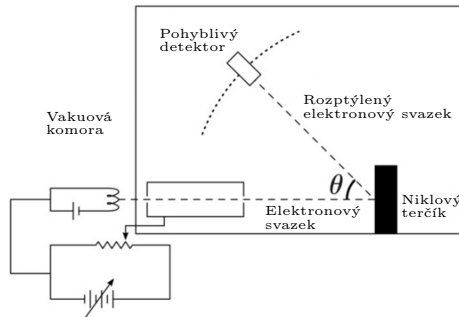 Pohyblivý
detektor
Rozptýlený
elektronový svazek
Vakuová
komora
θ
Elektronový
svazek
Niklový
terčík